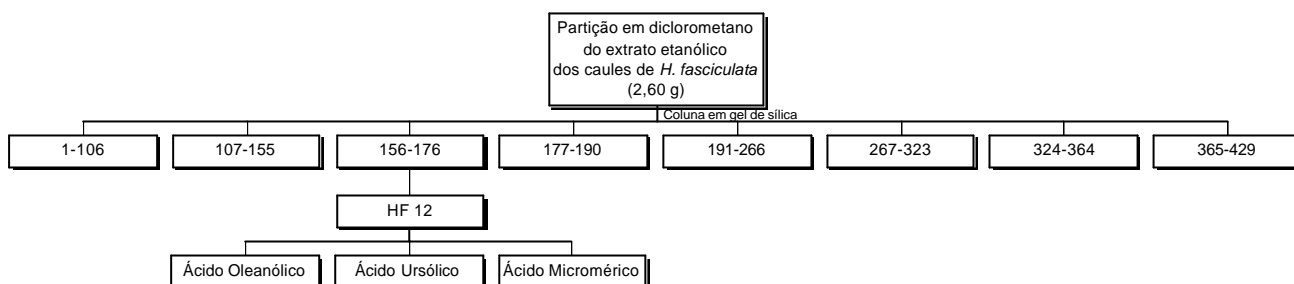 Partição em diclorometano
do extrato etanólico
dos caules de H. fasciculata
(2,60 g)
Coluna em gel de sílica
1-106
107-155
156-176
177-190
191-266
267-323
324-364
365-429
HF 12
Ácido Oleanólico
Ácido Ursólico
Ácido Micromérico